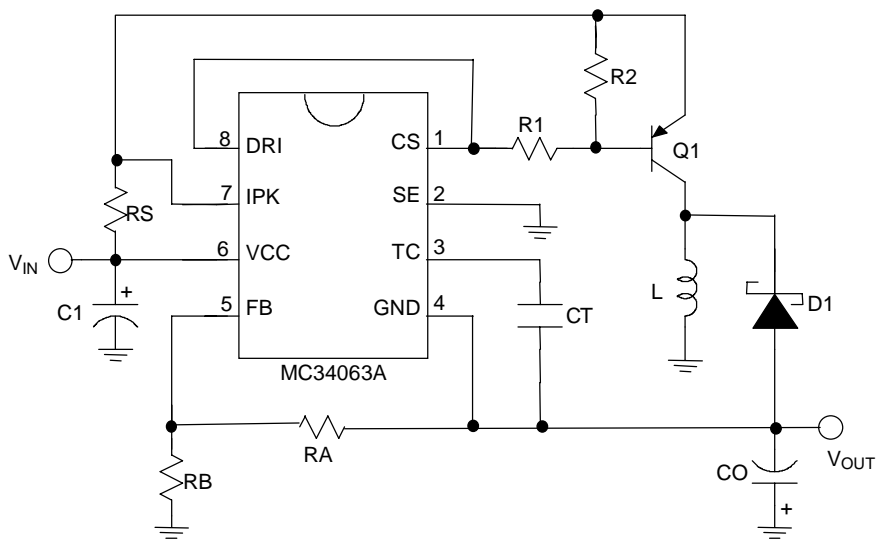 R2
R1
Q1
8 DRI CS 1
7 IPK SE 2
RS
6 VCC TC 3
VIN
+
C1
5 FB GND 4
CT
L
D1
MC34063A
RA
RB
VOUT
CO
+